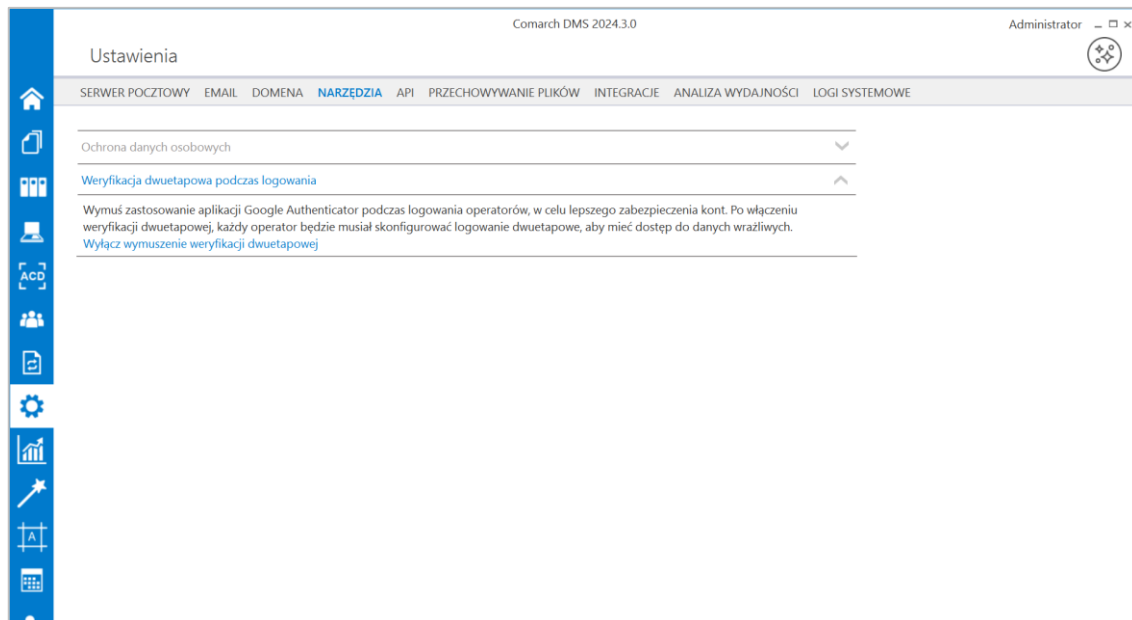 Comarch DMS 2024.3.0
Administrator
Ustawienia
SERWER POCZTOWY EMAIL DOMENA NARZĘDZIA API PRZECHOWYWANIE PLIKÓW INTEGRACJE ANALIZA WYDAJNOŚCI LOGI SYSTEMOWE
Ochrona danych osobowych
Weryfikacja dwuetapowa podczas logowania
Wymuś zastosowanie aplikacji Google Authenticator podczas logowania operatorów, w celu lepszego zabezpieczenia kont. Po włączeniu
weryfikacji dwuetapowej, każdy operator będzie musiał skonfigurować logowanie dwuetapowe, aby mieć dostęp do danych wrażliwych.
Wyłącz wymuszenie weryfikacji dwuetapowej
ACD
A